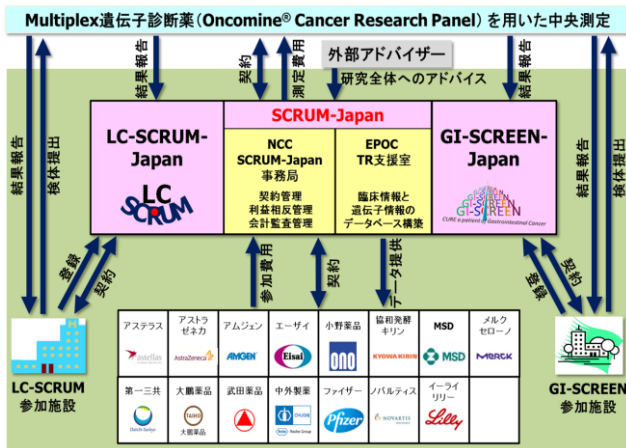 Multiplex遺伝子診断薬(Oncomine® Cancer Research Panel)を用いた中央測定
結果報告
検体提出
結果報告
契約
測定費用
外部アドバイザー
研究全体へのアドバイス
結果報告
結果報告
検体提出
LC-SCRUM-
Japan
LC
SCRUM
SCRUM-Japan
NCC
SCRUM-Japan
事務局
契約管理
利益相反管理
会計監査管理
EPOC
TR支援室
臨床情報と
遺伝子情報の
データベース構築
GI-SCREEN-
Japan
GI-SCREEN
GI-SCREEN
GI-SCREEN
CURE a patient of Gastrointestinal Cancer
登録
契約
参加費用
契約
データ提供
登録
契約
LC-SCRUM
参加施設
GI-SCREEN
参加施設
アステラス
astellas
アストラ
ゼネカ
AstraZeneca
アムジェン
AMGEN
エーザイ
Eisai
小野薬品
ONO
協和発酵
キリン
KYOWA KIRIN
MSD
MSD
メルク
セローノ
MERCK
第一三共
Daiichi-Sankyo
大鵬薬品
TAIHO
大鵬薬品
武田薬品
中外製薬
CHUGAI
Roche Group
ファイザー
Pfizer
ノバルティス
NOVARTIS
イーライ
リリー
Lilly